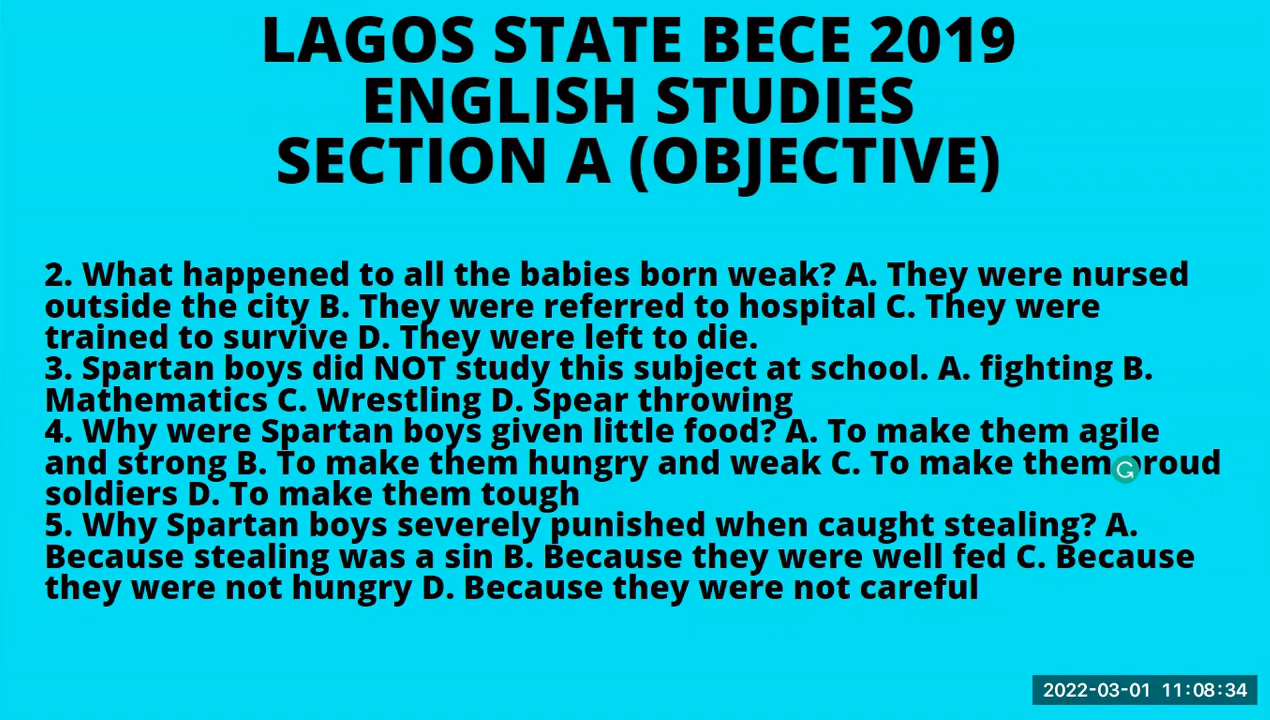 LAGOS STATE BECE 2019
ENGLISH STUDIES
SECTION A (OBJECTIVE)
2. What happened to all the babies born weak? A. They were nursed
outside the city B. They were referred to hospital C. They were
trained to survive D. They were left to die.
3. Spartan boys did NOT study this subject at school. A. fighting B.
Mathematics C. Wrestling D. Spear throwing
4. Why were Spartan boys given little food? A. To make them agile
and strong B. To make them hungry and weak C. To make them proud
soldiers D. To make them tough
5. Why Spartan boys severely punished when caught stealing? A.
Because stealing was a sin B. Because they were well fed C. Because
they were not hungry D. Because they were not careful
2022-03-01 11:08:34